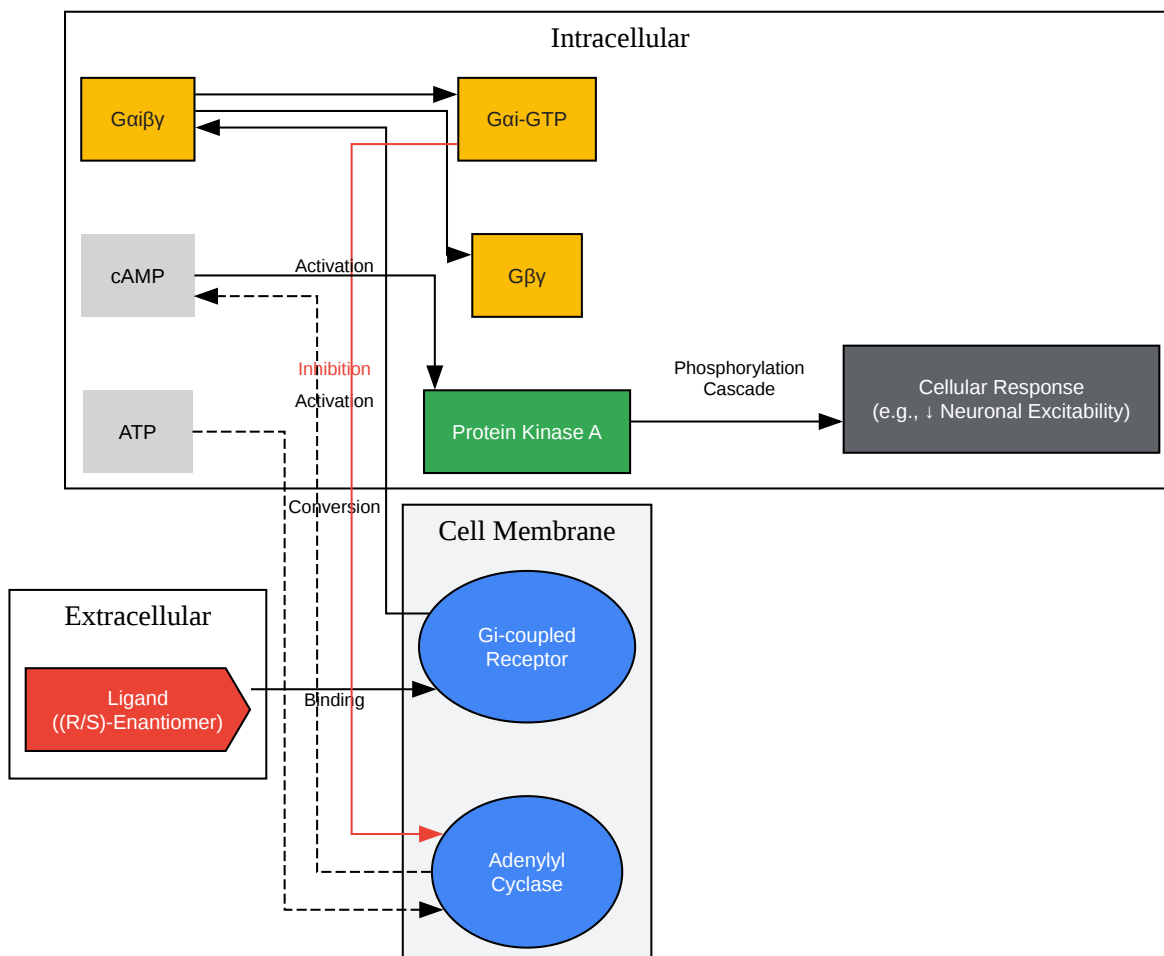 Intracellular
Gαiβγ
Gαi-GTP
cAMP
Activation
Gβγ
Inhibition
Activation
Phosphorylation
Cascade
Cellular Response
(e.g., ↓ Neuronal Excitability)
ATP
Protein Kinase A
Conversion
Cell Membrane
Extracellular
Gi-coupled
Receptor
Ligand
((R/S)-Enantiomer)
Binding
Adenylyl
Cyclase